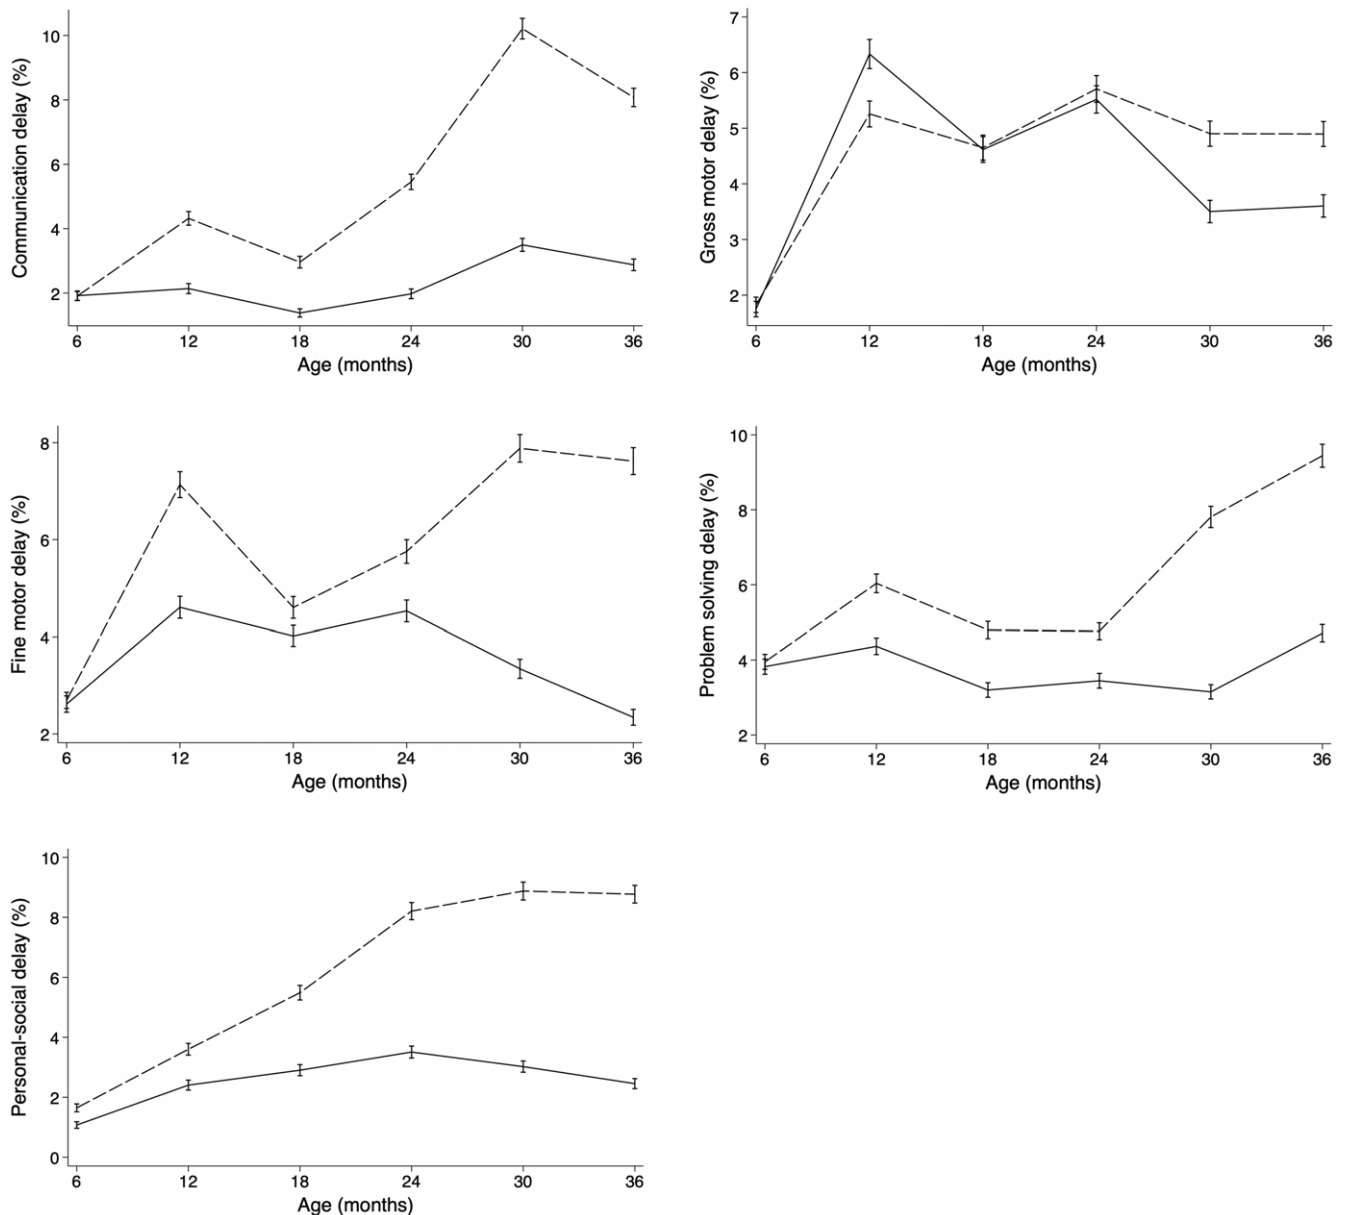 Communication delay (%)
10
8
6
4
2
6 12 18 24 30 36
Age (months)
Gross motor delay (%)
7
6
5
4
3
2
6 12 18 24 30 36
Age (months)
Fine motor delay (%)
8
6
4
2
6 12 18 24 30 36
Age (months)
Problem solving delay (%)
10
8
6
4
2
6 12 18 24 30 36
Age (months)
Personal-social delay (%)
10
8
6
4
2
0
6 12 18 24 30 36
Age (months)